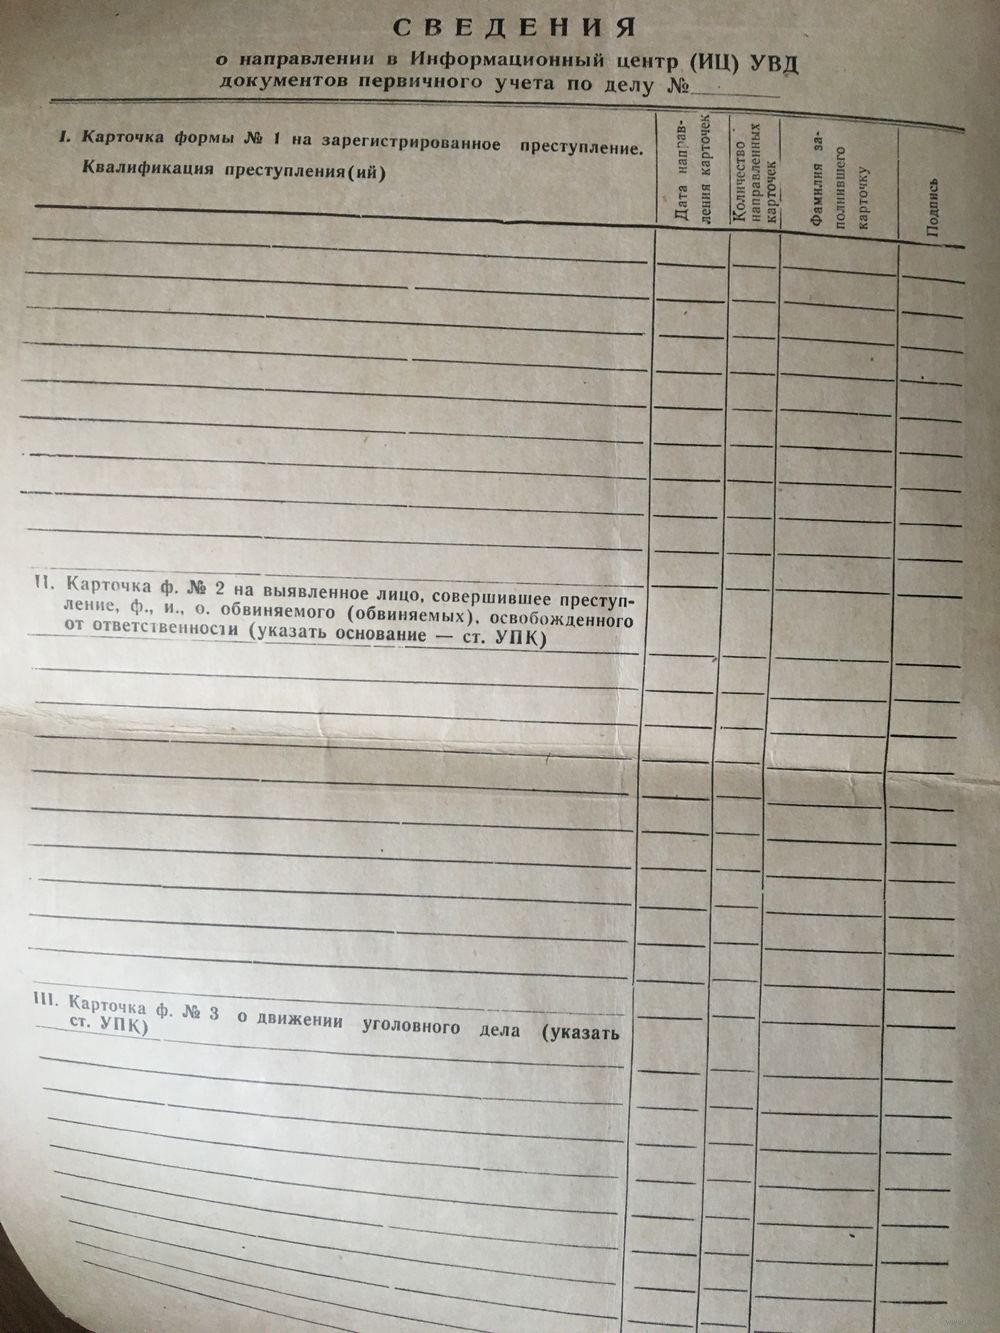 СВЕДЕНИЯ
о направлении в Информационный центр (ИЦ) УВД
документов первичного учета по делу №
I. Карточка формы № 1 на зарегистрированное преступление.
Квалификация преступления(ий)
Дата направ-
ления карточек
Количество
направленных
карточек
Фамилия за-
полнившего
карточку
Подпись
II. Карточка ф. № 2 на выявленное лицо, совершившее преступ-
ление, ф., и., о. обвиняемого (обвиняемых), освобожденного
от ответственности (указать основание — ст. УПК)
III. Карточка ф. № 3 о движении уголовного дела (указать
ст. УПК)